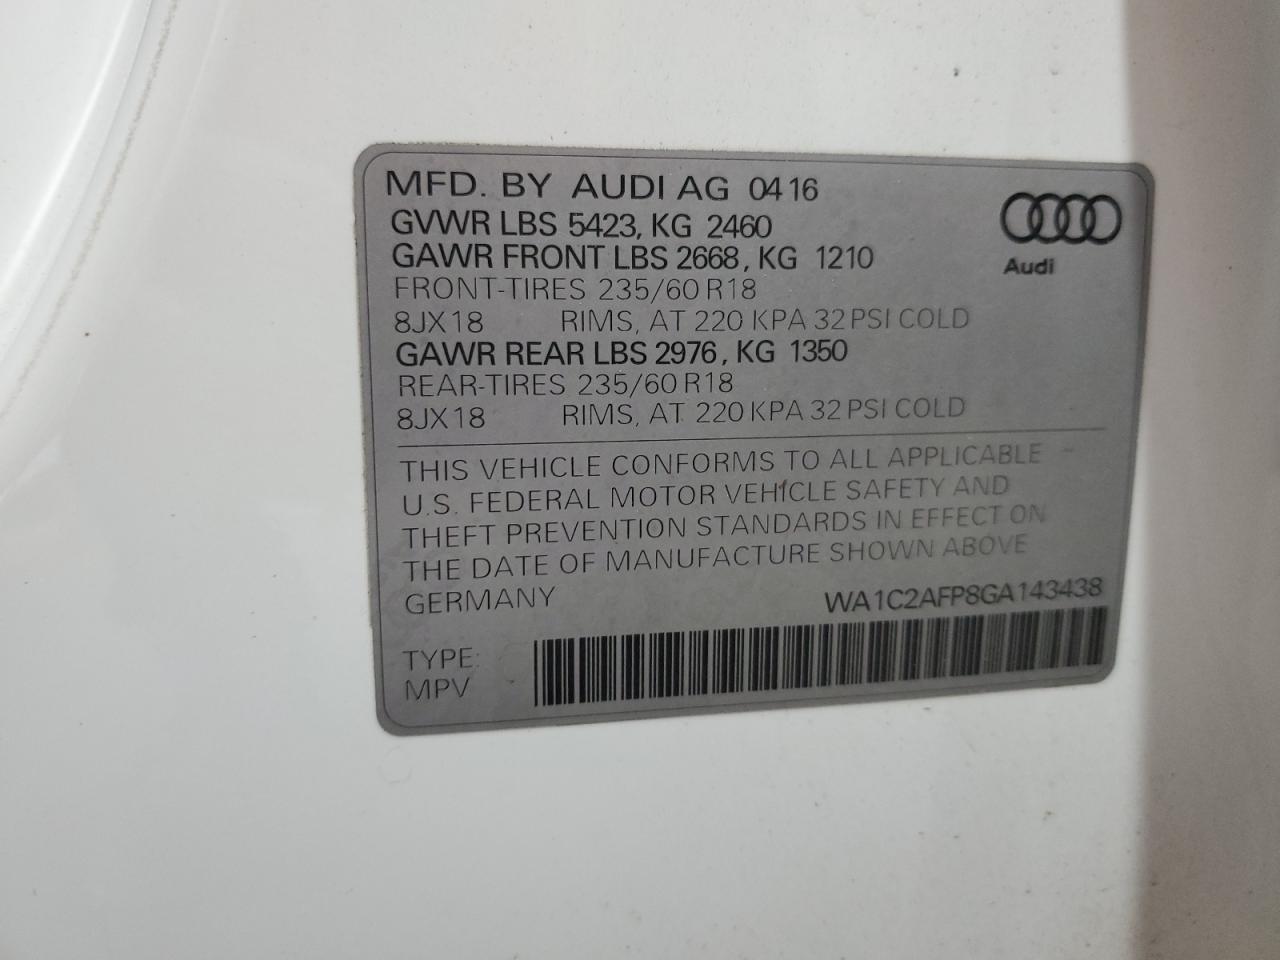 MFD. BY AUDI AG 04 16
GVWR LBS 5423, KG 2460
GAWR FRONT LBS 2668, KG 1210
FRONT-TIRES 235/60 R18
8JX18 RIMS, AT 220 KPA 32 PSI COLD
GAWR REAR LBS 2976, KG 1350
REAR-TIRES 235/60 R18
8JX18 RIMS, AT 220 KPA 32 PSI COLD
Audi
THIS VEHICLE CONFORMS TO ALL APPLICABLE
U.S. FEDERAL MOTOR VEHICLE SAFETY AND
THEFT PREVENTION STANDARDS IN EFFECT ON
THE DATE OF MANUFACTURE SHOWN ABOVE
GERMANY WA1C2AFP8GA143438
TYPE:
MPV